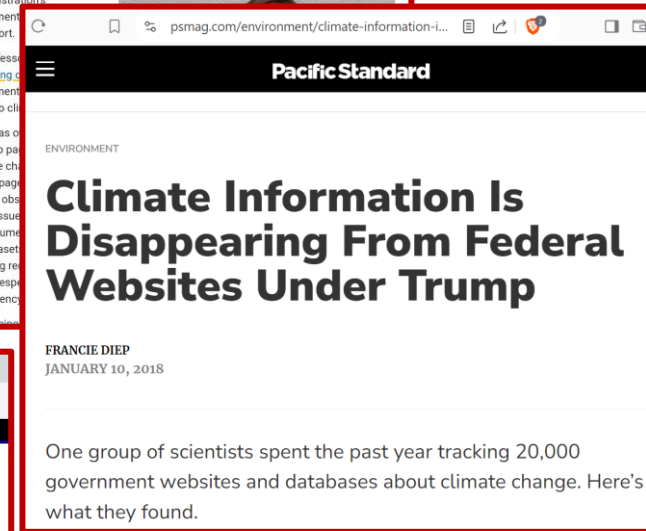 psmag.com/environment/climate-information-i...
Pacific Standard
ENVIRONMENT
Climate Information Is
Disappearing From Federal
Websites Under Trump
FRANCIE DIEP
JANUARY 10, 2018
One group of scientists spent the past year tracking 20,000
government websites and databases about climate change. Here's
what they found.